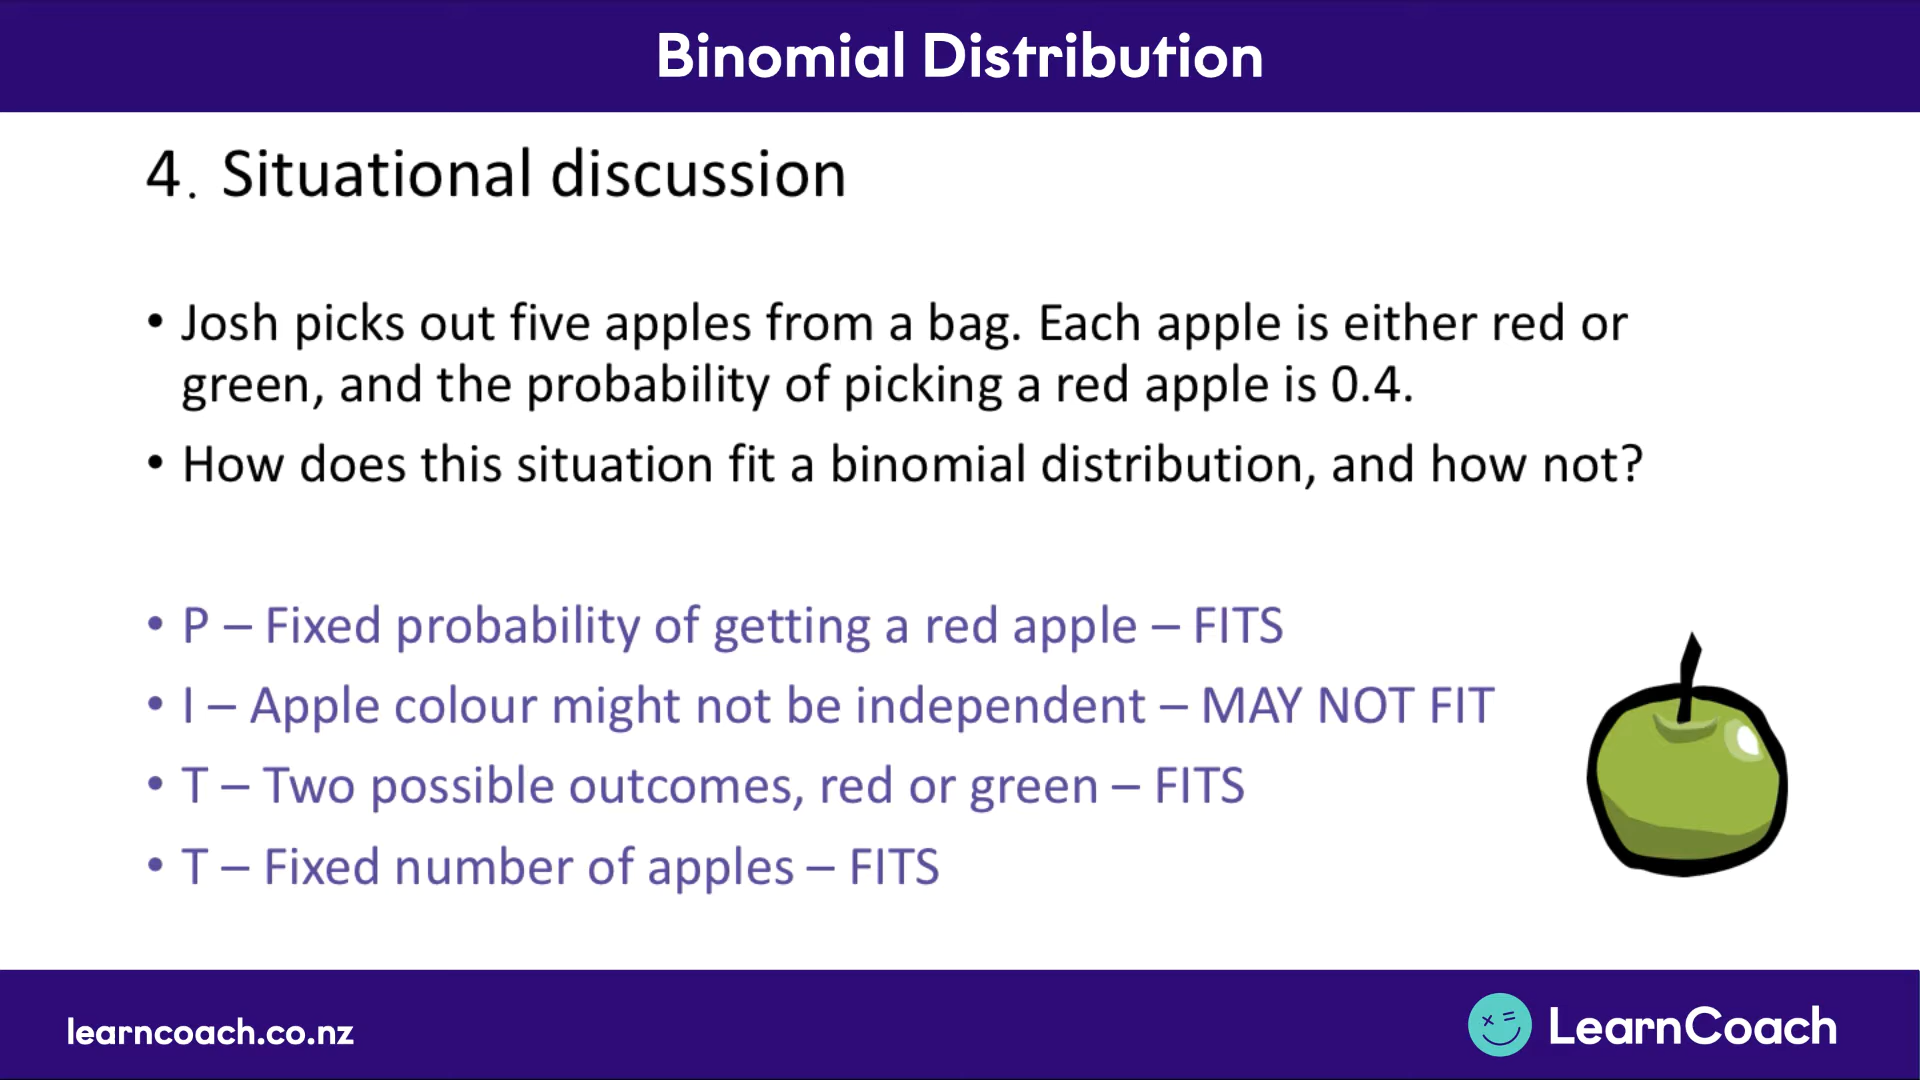 Binomial Distribution
4. Situational discussion
• Josh picks out five apples from a bag. Each apple is either red or
green, and the probability of picking a red apple is 0.4.
• How does this situation fit a binomial distribution, and how not?
• P – Fixed probability of getting a red apple – FITS
• I – Apple colour might not be independent – MAY NOT FIT
• T – Two possible outcomes, red or green – FITS
• T – Fixed number of apples – FITS
learncoach.co.nz
LearnCoach